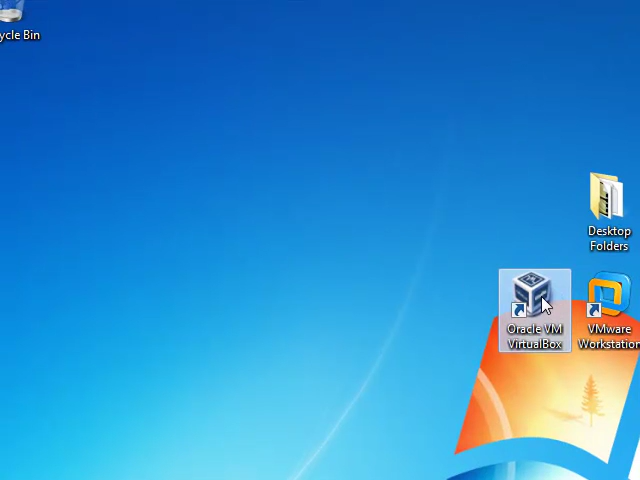 ycle Bin
Desktop
Folders
Oracle VM
VirtualBox
VMware
Workstation